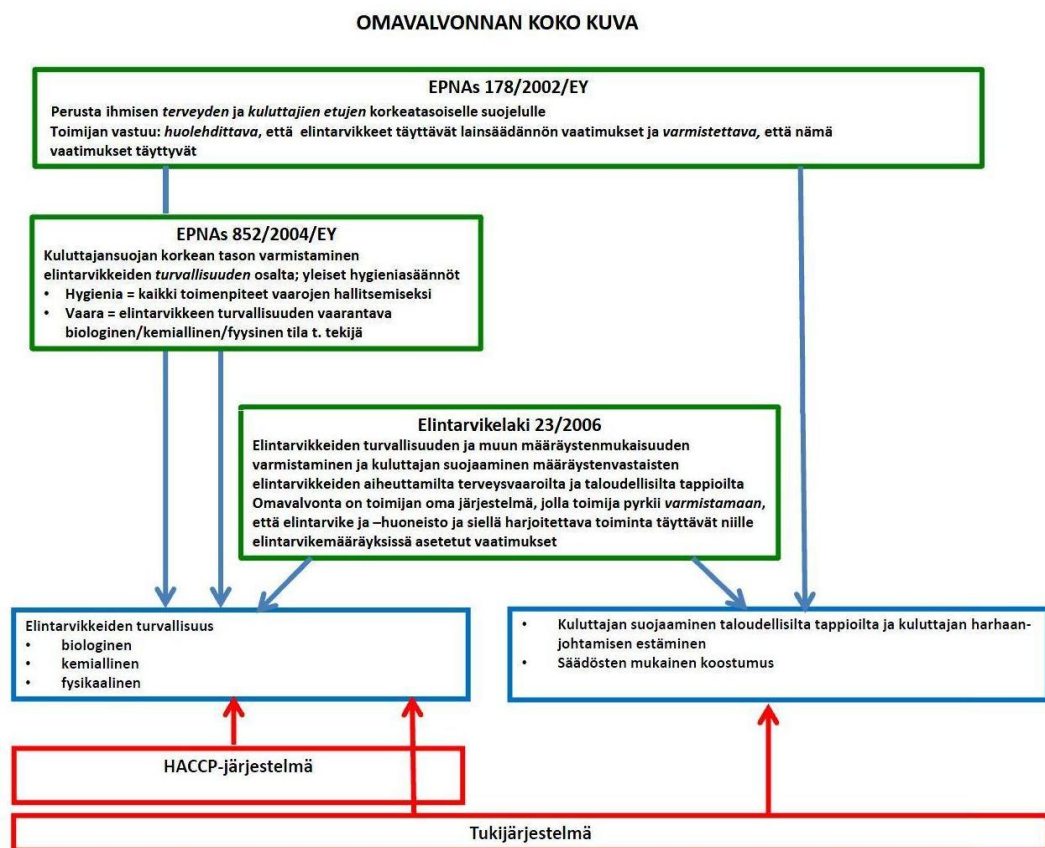 OMAVALVONNAN KOKO KUVA
EPNAs 178/2002/EY
Perusta ihmisen terveyden ja kuluttajien etujen korkeatasoiselle suojelulle
Toimijan vastuu: huolehdittava, että elintarvikkeet täyttävät lainsäädännön vaatimukset ja varmistettava, että nämä
vaatimukset täyttyvät
EPNAs 852/2004/EY
Kuluttajansuojan korkean tason varmistaminen
elintarvikkeiden turvallisuuden osalta; yleiset hygieniasäännöt
• Hygienia = kaikki toimenpiteet vaarojen hallitsemiseksi
• Vaara = elintarvikkeen turvallisuuden vaarantava
biologinen/kemiallinen/fyysinen tila t. tekijä
Elintarvikelaki 23/2006
Elintarvikkeiden turvallisuuden ja muun määräystenmukaisuuden
varmistaminen ja kuluttajan suojaaminen määräystenvastaisten
elintarvikkeiden aiheuttamilta terveysvaaroilta ja taloudellisilta tappioilta
Omavalvonta on toimijan oma järjestelmä, jolla toimija pyrkii varmistamaan,
että elintarvike ja –huoneisto ja siellä harjoitettava toiminta täyttävät niille
elintarvikemääräyksissä asetetut vaatimukset
Elintarvikkeiden turvallisuus
• biologinen
• kemiallinen
• fysikaalinen
• Kuluttajan suojaaminen taloudellisilta tappioilta ja kuluttajan harhaan-
johtamisen estäminen
• Säädösten mukainen koostumus
HACCP-järjestelmä
Tukijärjestelmä